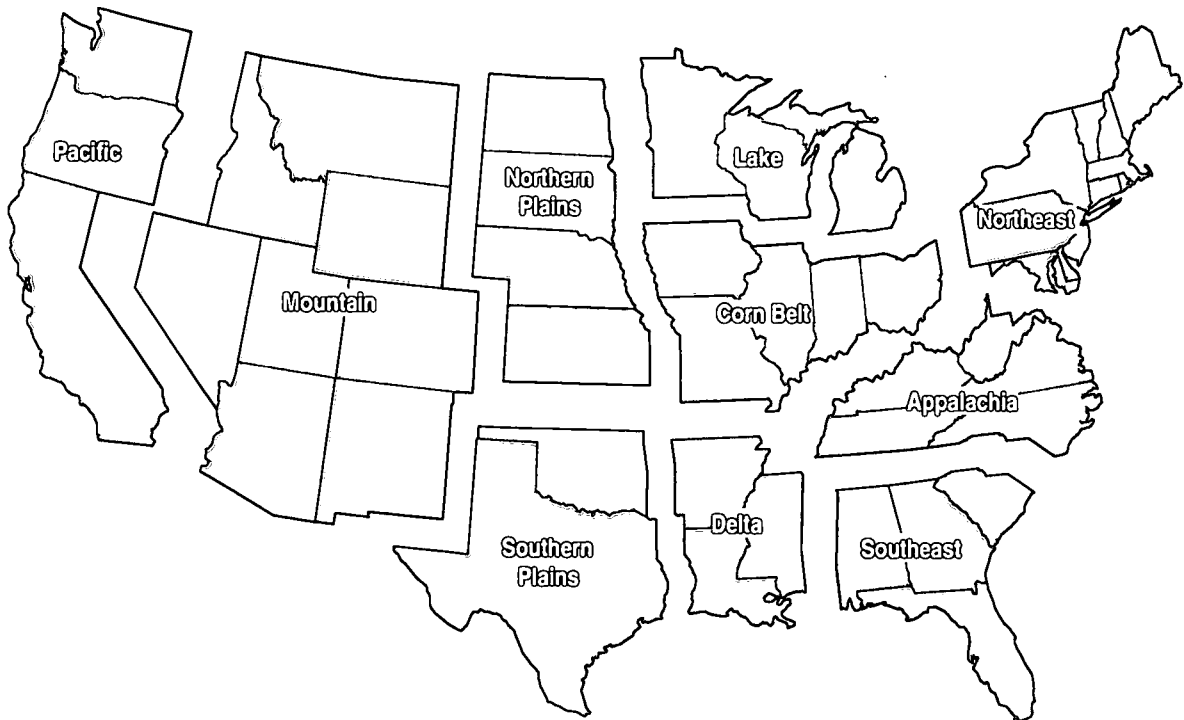 Pacific
Northern
Plains
Lake
Northeast
Mountain
Corn Belt
Appalachia
Delta
Southern
Plains
Southeast